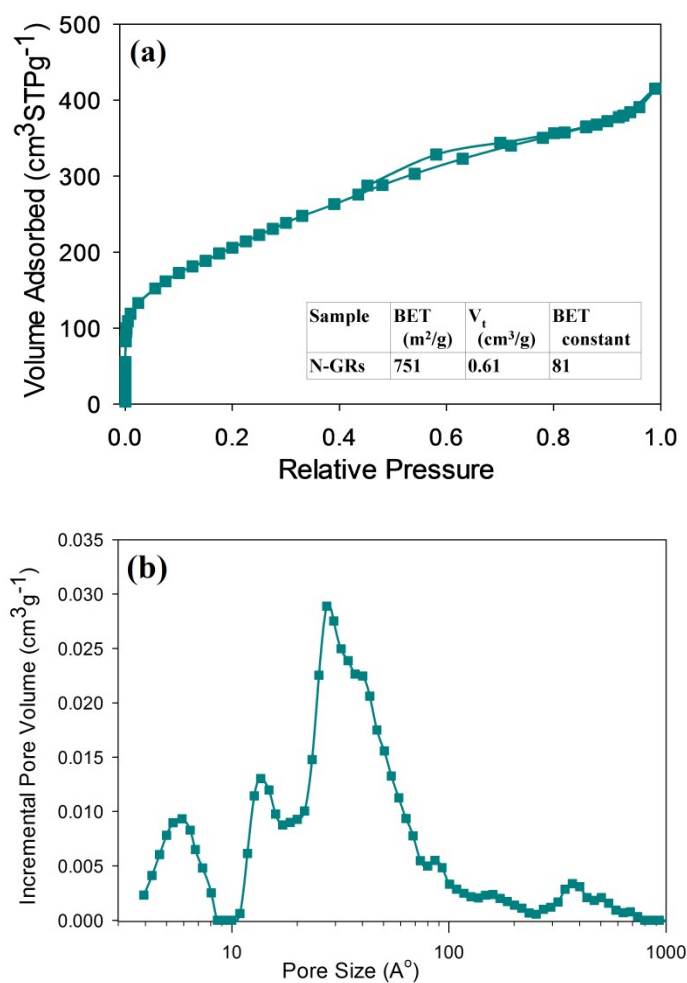 (a)
Volume Adsorbed (cm³STPg⁻¹)
500
400
300
200
100
0
Sample BET (m²/g) Vₜ (cm³/g) BET constant
N-GRs 751 0.61 81
0.0 0.2 0.4 0.6 0.8 1.0
Relative Pressure
(b)
Incremental Pore Volume (cm³g⁻¹)
0.035
0.030
0.025
0.020
0.015
0.010
0.005
0.000
10 100 1000
Pore Size (A°)